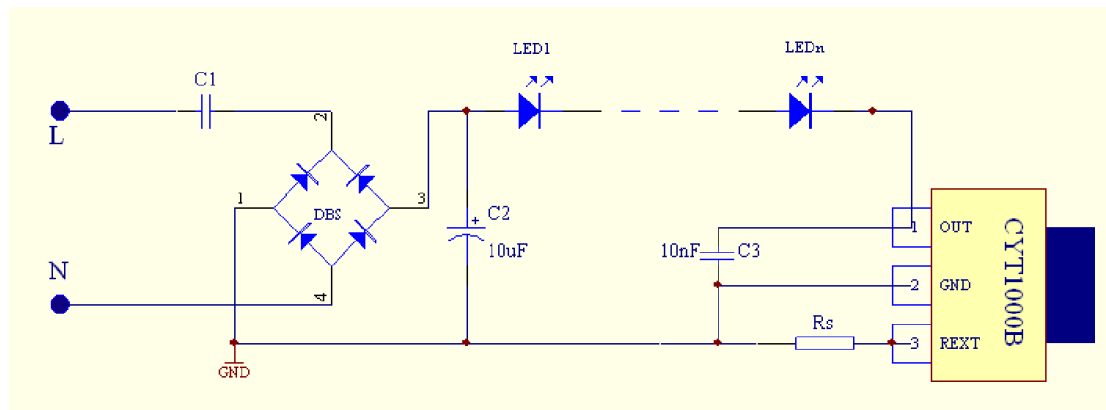 LED1
LEDn
C1
L
2
1
DBS
3
+
C2
10uF
10nF
C3
1
OUT
2
GND
N
4
Rs
3
REXT
CYT1000B
GND